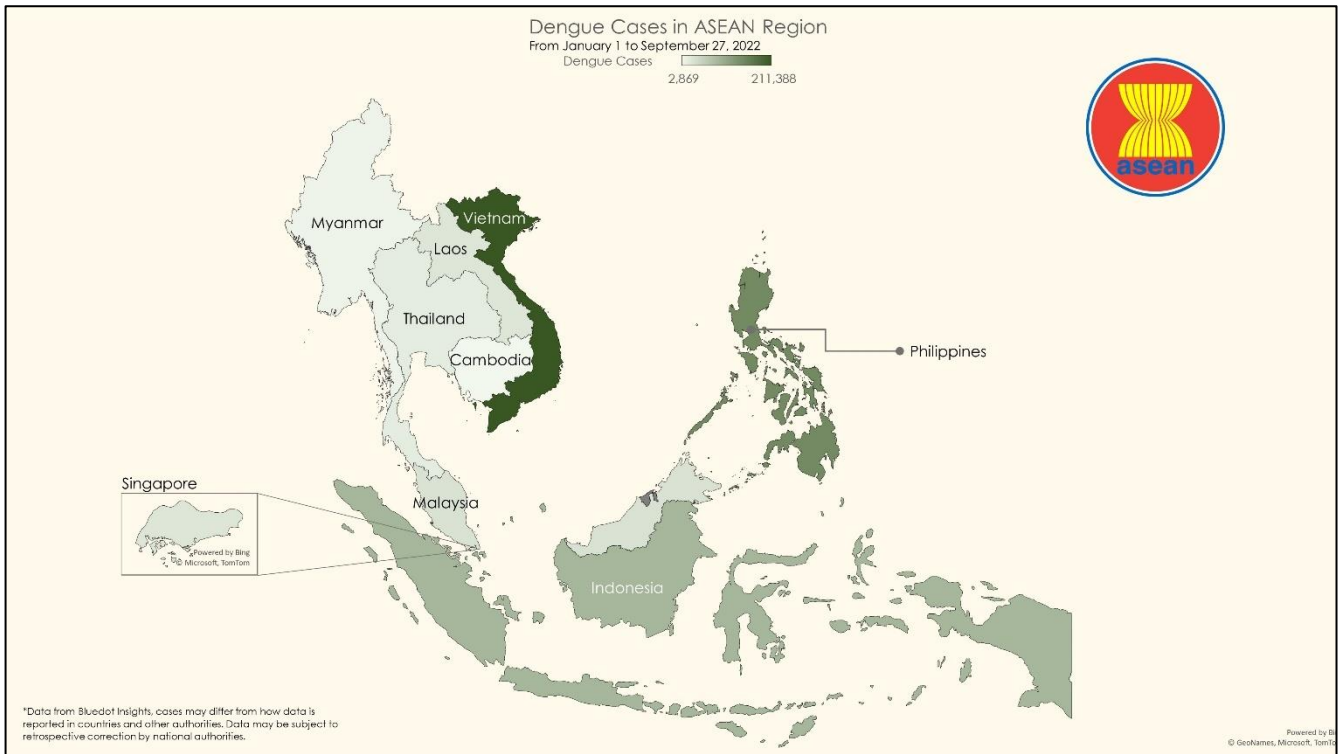 Dengue Cases in ASEAN Region
From January 1 to September 27, 2022
Dengue Cases
2,869 211,388
asean
Myanmar
Vietnam
Laos
Thailand
Cambodia
Philippines
Singapore
Powered by Bing
© Microsoft, TomTom
Malaysia
Indonesia
*Data from Bluedot Insights, cases may differ from how data is
reported in countries and other authorities. Data may be subject to
retrospective correction by national authorities.
Powered by
© GeoNames, Microsoft,